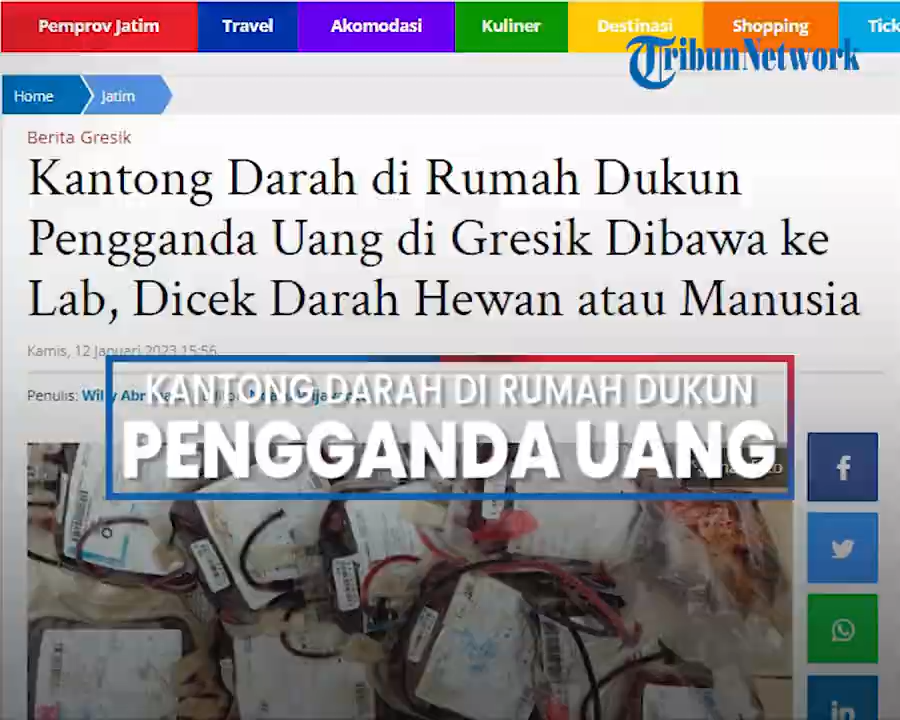 Pemprov Jatim
Travel
Akomodasi
Kuliner
Destinasi
Shopping
Tick
TribunNetwork
Home
Jatim
Berita Gresik
Kantong Darah di Rumah Dukun
Pengganda Uang di Gresik Dibawa ke
Lab, Dicek Darah Hewan atau Manusia
Kamis, 12 Januari 2023 15:56
Penulis:
KANTONG DARAH DI RUMAH DUKUN
PENGGANDA UANG